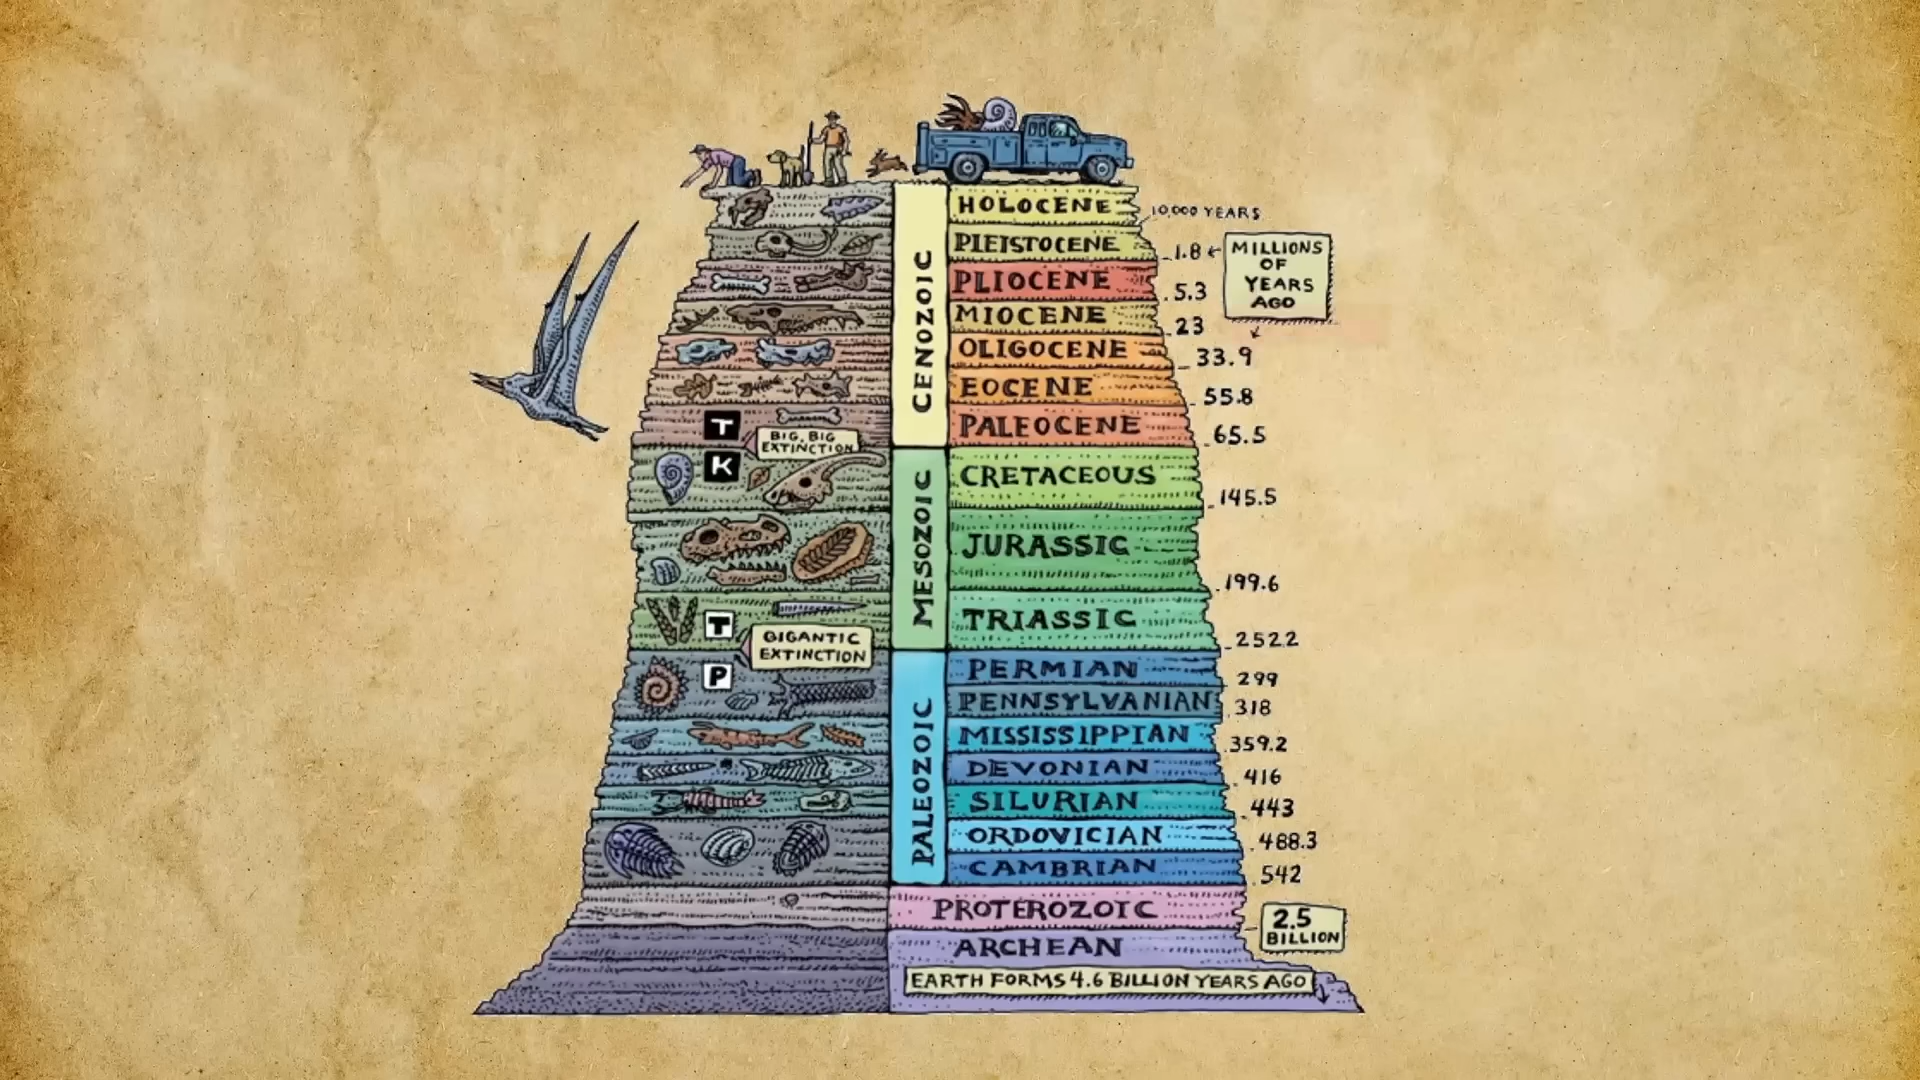 HOLOCENE
10,000 YEARS
PLEISTOCENE
1.8
MILLIONS
OF
YEARS
AGO
PLIOCENE
5.3
MIOCENE
23
OLIGOCENE
33.9
EOCENE
55.8
PALEOCENE
65.5
CENOZOIC
T
BIG, BIG
EXTINCTION
K
CRETACEOUS
145.5
JURASSIC
199.6
TRIASSIC
252.2
MESOZOIC
T
GIGANTIC
EXTINCTION
P
PERMIAN
299
PENNSYLVANIAN
318
MISSISSIPPIAN
359.2
DEVONIAN
416
SILURIAN
443
ORDOVICIAN
488.3
CAMBRIAN
542
PALEOZOIC
PROTEROZOIC
2.5
BILLION
ARCHEAN
EARTH FORMS 4.6 BILLION YEARS AGO